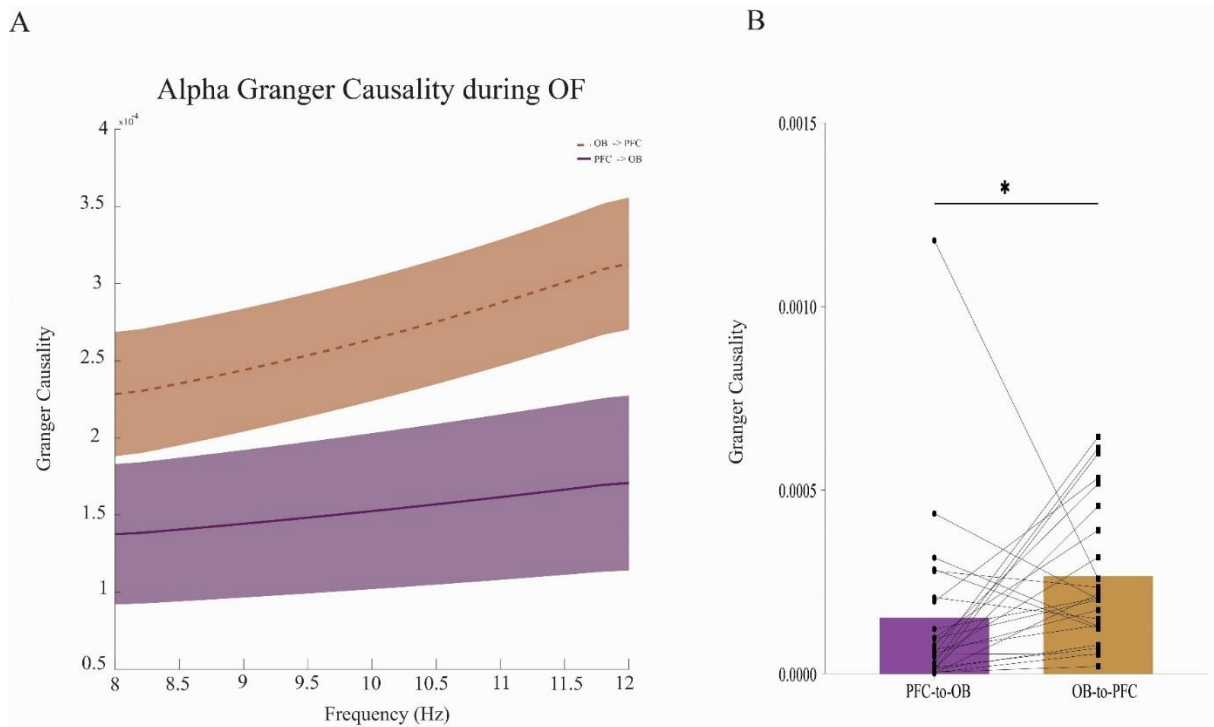 A
Alpha Granger Causality during OF
×10⁻⁴
4
3.5
3
2.5
2
1.5
1
0.5
Granger Causality
OB -> PFC
PFC -> OB
8
8.5
9
9.5
10
10.5
11
11.5
12
Frequency (Hz)
B
*
0.0015
0.0010
0.0005
0.0000
Granger Causality
PFC-to-OB
OB-to-PFC